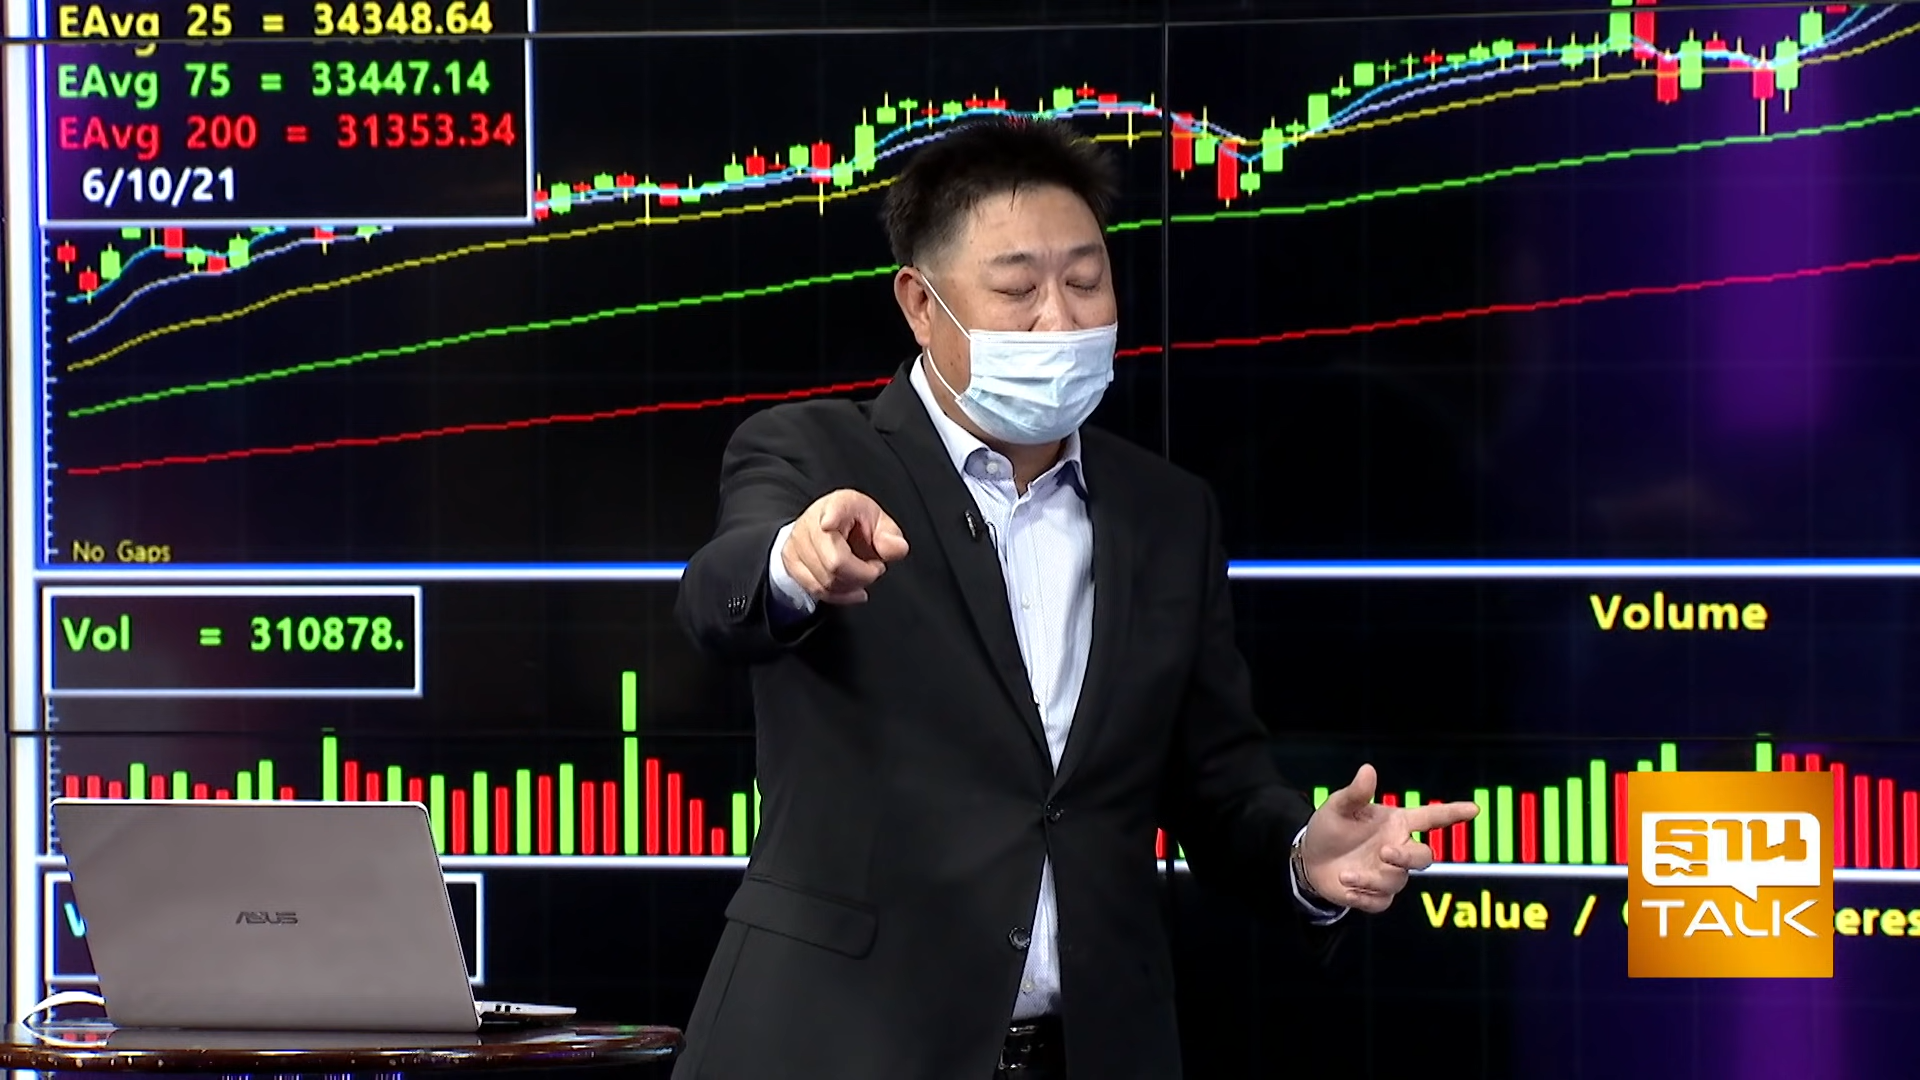 EAvg 25 = 34348.64
EAvg 75 = 33447.14
EAvg 200 = 31353.34
6/10/21
No Gaps
Vol = 310878.
Volume
ASUS
Value /
ฐาน
TALK